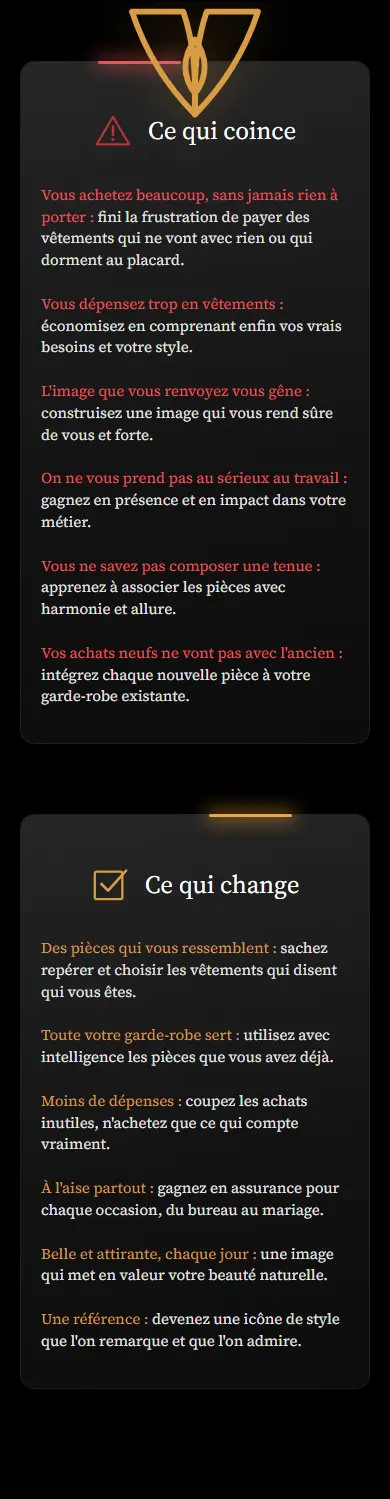 Ce qui coince
Vous achetez beaucoup, sans jamais rien à
porter : fini la frustration de payer des
vêtements qui ne vont avec rien ou qui
dorment au placard.
Vous dépensez trop en vêtements :
économisez en comprenant enfin vos vrais
besoins et votre style.
L'image que vous renvoyez vous gêne :
construisez une image qui vous rend sûre
de vous et forte.
On ne vous prend pas au sérieux au travail :
gagnez en présence et en impact dans votre
métier.
Vous ne savez pas composer une tenue :
apprenez à associer les pièces avec
harmonie et allure.
Vos achats neufs ne vont pas avec l'ancien :
intégrez chaque nouvelle pièce à votre
garde-robe existante.
Ce qui change
Des pièces qui vous ressemblent : sachez
repérer et choisir les vêtements qui disent
qui vous êtes.
Toute votre garde-robe sert : utilisez avec
intelligence les pièces que vous avez déjà.
Moins de dépenses : coupez les achats
inutiles, n'achetez que ce qui compte
vraiment.
À l'aise partout : gagnez en assurance pour
chaque occasion, du bureau au mariage.
Belle et attirante, chaque jour : une image
qui met en valeur votre beauté naturelle.
Une référence : devenez une icône de style
que l'on remarque et que l'on admire.